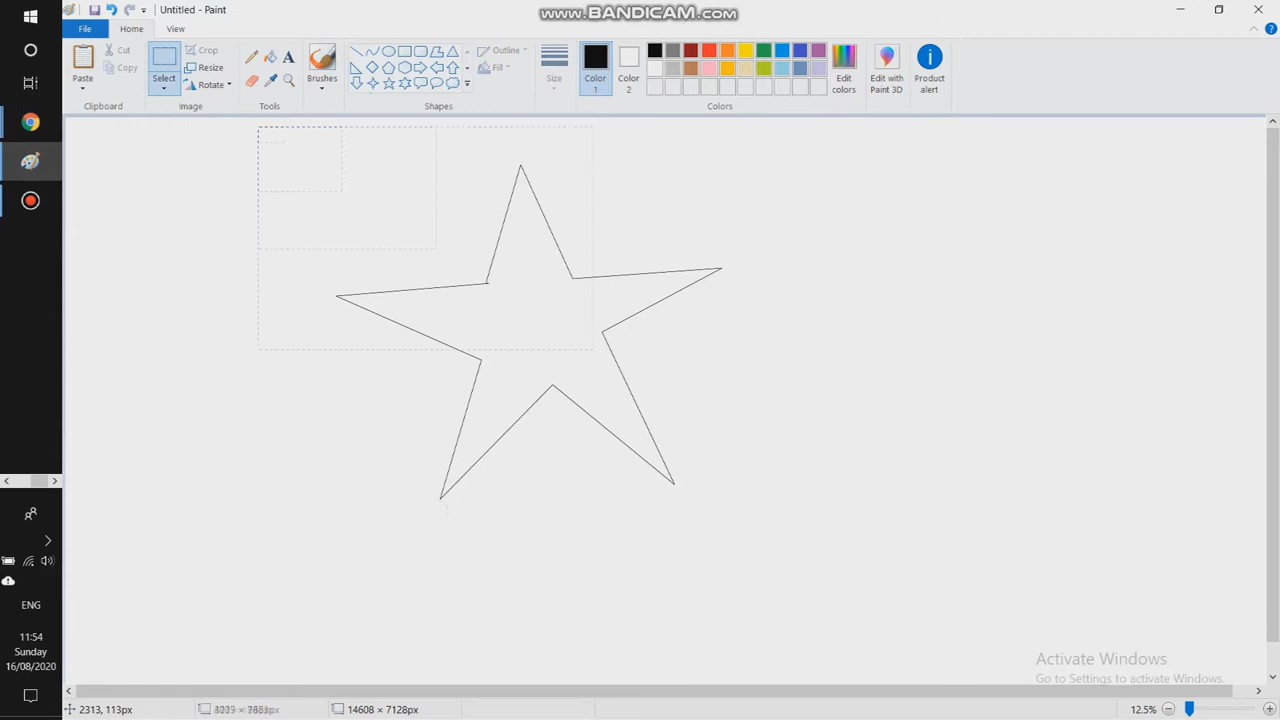 Untitled - Paint
www.BANDICAM.com
File
Home
View
Paste
Cut
Copy
Clipboard
Select
Crop
Resize
Rotate
Image
A
Tools
Brushes
Outline
Fill
Shapes
Size
Color 1
Color 2
Edit colors
Colors
Edit with Paint 3D
Product alert
ENG
11:54
Sunday
16/08/2020
Activate Windows
Go to Settings to activate Windows.
2313, 113px
14608 × 7128px
12.5%